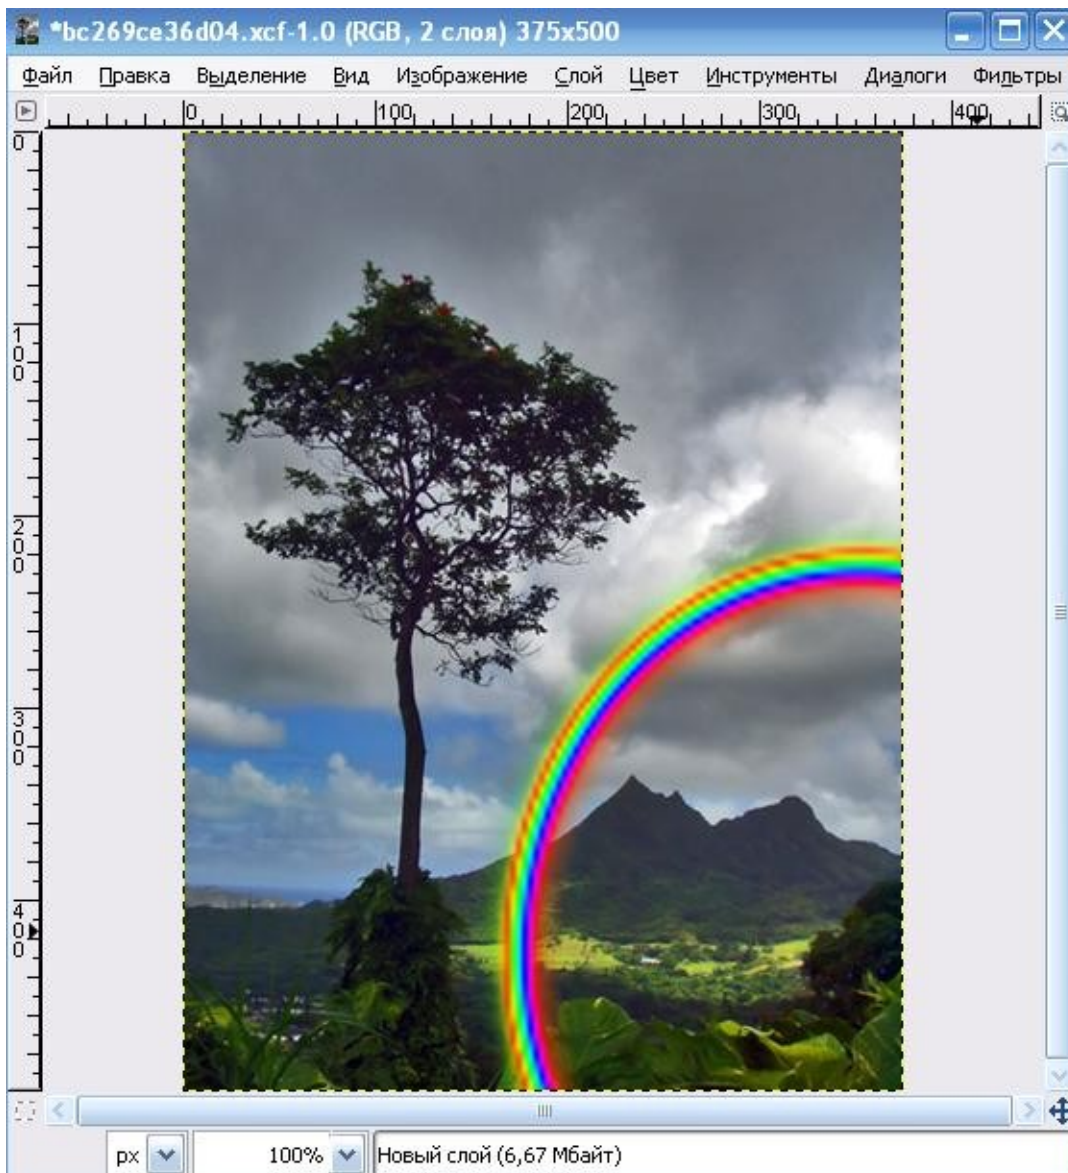 *bc269ce36d04.xcf-1.0 (RGB, 2 слоя) 375x500
Файл Правка Выделение Вид Изображение Слой Цвет Инструменты Диалоги Фильтры
0 100 200 300 400
0
100
200
300
400
px 100% Новый слой (6,67 Мбайт)